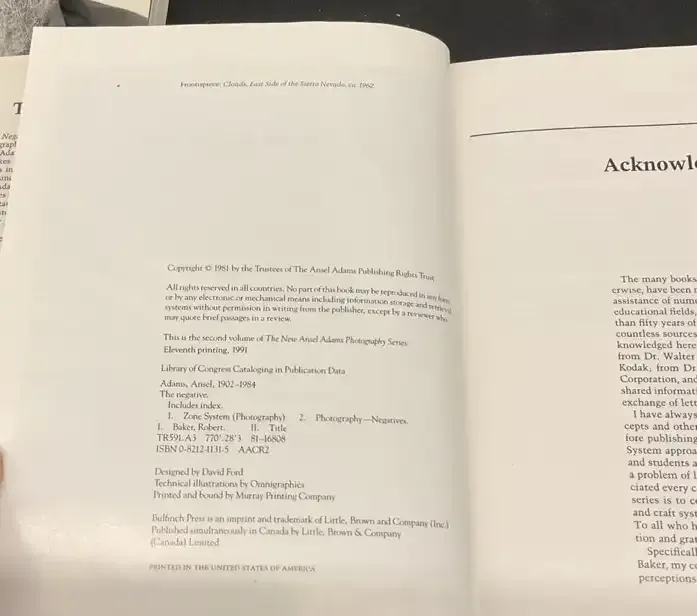 Frontispiece: Clouds, East Side of the Sierra Nevada, ca. 1962
Copyright © 1981 by the Trustees of The Ansel Adams Publishing Rights Trust
All rights reserved in all countries. No part of this book may be reproduced in any form
or by any electronic or mechanical means including information storage and retrieval
systems without permission in writing from the publisher, except by a reviewer who
may quote brief passages in a review.
This is the second volume of The New Ansel Adams Photography Series
Eleventh printing, 1991
Library of Congress Cataloging in Publication Data
Adams, Ansel, 1902–1984
The negative.
Includes index.
1. Zone System (Photography) 2. Photography—Negatives.
I. Baker, Robert. II. Title
TR591.A3 770'.28'3 81-16808
ISBN 0-8212-1131-5 AACR2
Designed by David Ford
Technical illustrations by Omnigraphics
Printed and bound by Murray Printing Company
Bulfinch Press is an imprint and trademark of Little, Brown and Company (Inc.)
Published simultaneously in Canada by Little, Brown & Company
(Canada) Limited
PRINTED IN THE UNITED STATES OF AMERICA
Acknowl
The many books
erwise, have been
assistance of
educational fields,
than fifty years of
countless sources
knowledged here
from Dr. Walter
Kodak; from Dr
Corporation, and
shared informat
exchange of lett
I have always
cepts and other
fore publishing
System approa
and students a
a problem of
ciated every c
series is to
and craft syst
To all who h
tion and gra
Specifical
Baker, my
perceptions